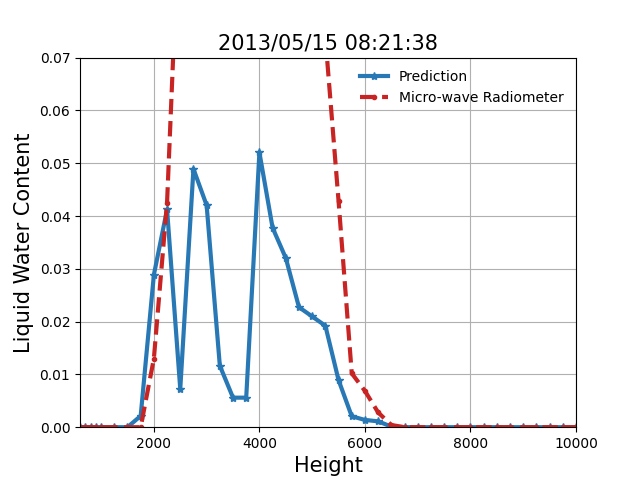 2013/05/15 08:21:38
0.07
0.06
0.05
0.04
0.03
0.02
0.01
0.00
Liquid Water Content
Prediction
Micro-wave Radiometer
2000 4000 6000 8000 10000
Height